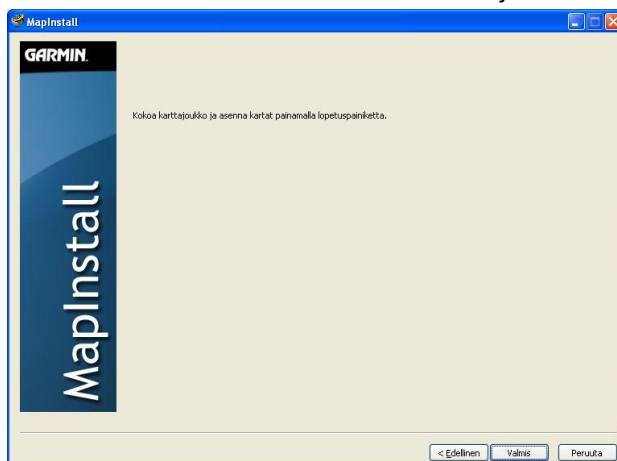 MapInstall
GARMIN.
Kokoa karttajoukko ja asenna kartat painamalla lopetuspainiketta.
MapInstall
< Edellinen
Valmis
Peruuta